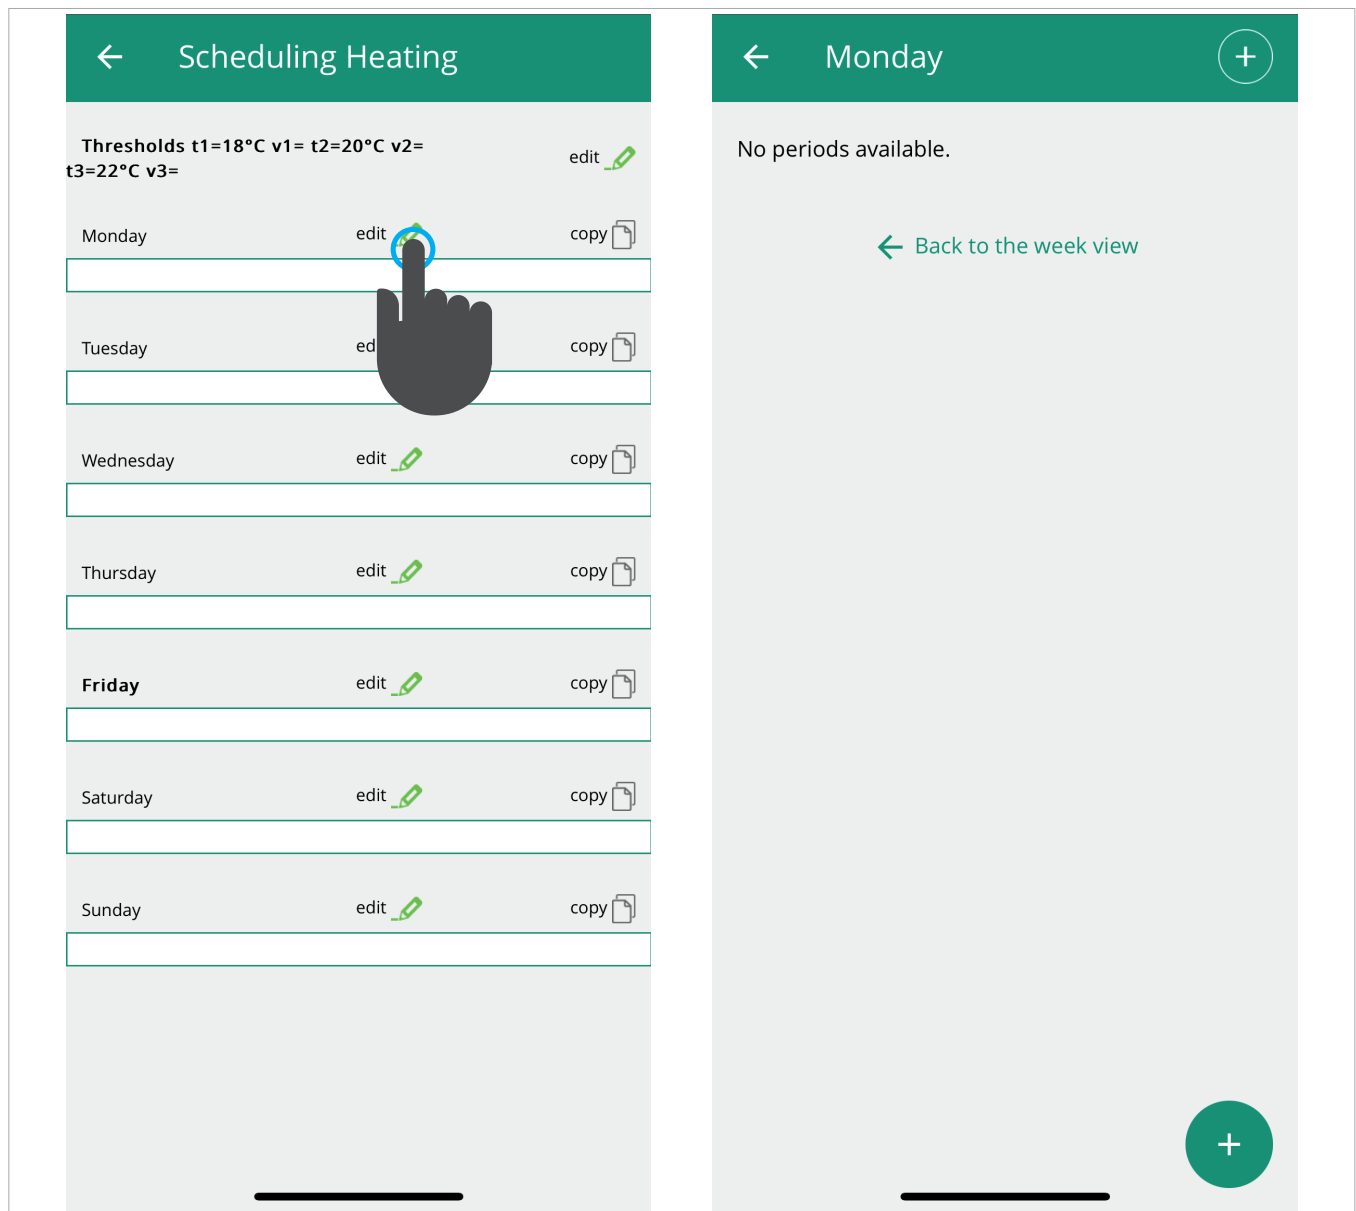 Scheduling Heating
Thresholds t1=18°C v1= t2=20°C v2=
t3=22°C v3=
edit
Monday edit copy
Tuesday copy
Wednesday edit copy
Thursday edit copy
Friday edit copy
Saturday edit copy
Sunday edit copy
Monday
No periods available.
Back to the week view